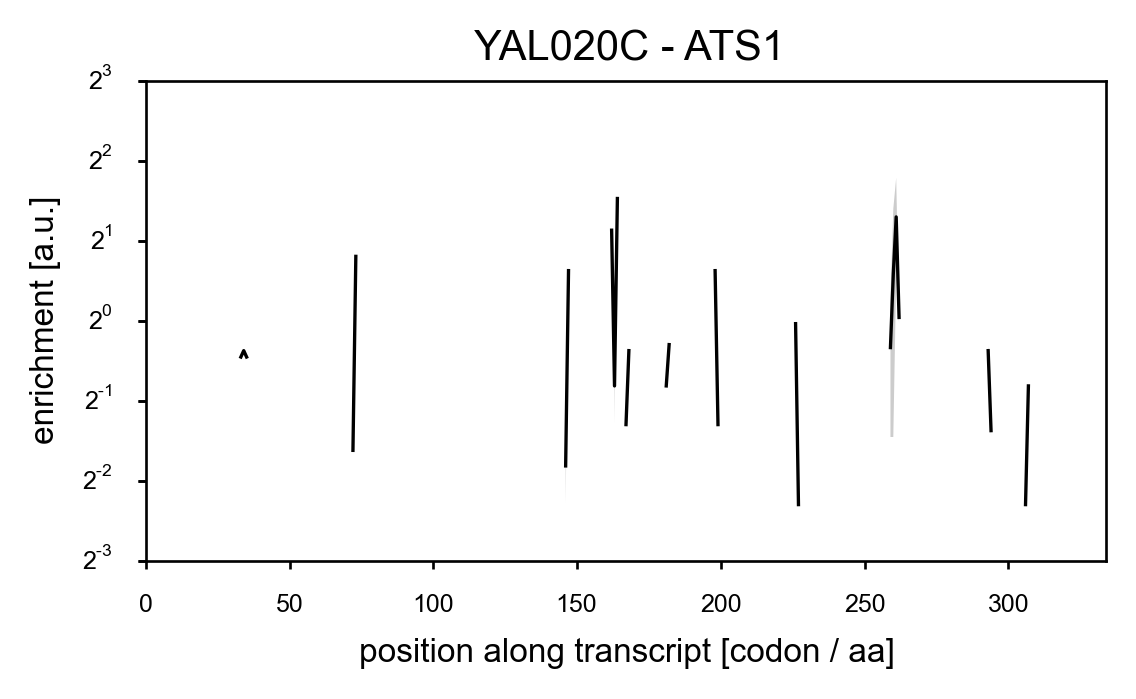 YAL020C - ATS1
2^3
2^2
2^1
2^0
2^-1
2^-2
2^-3
enrichment [a.u.]
0 50 100 150 200 250 300
position along transcript [codon / aa]